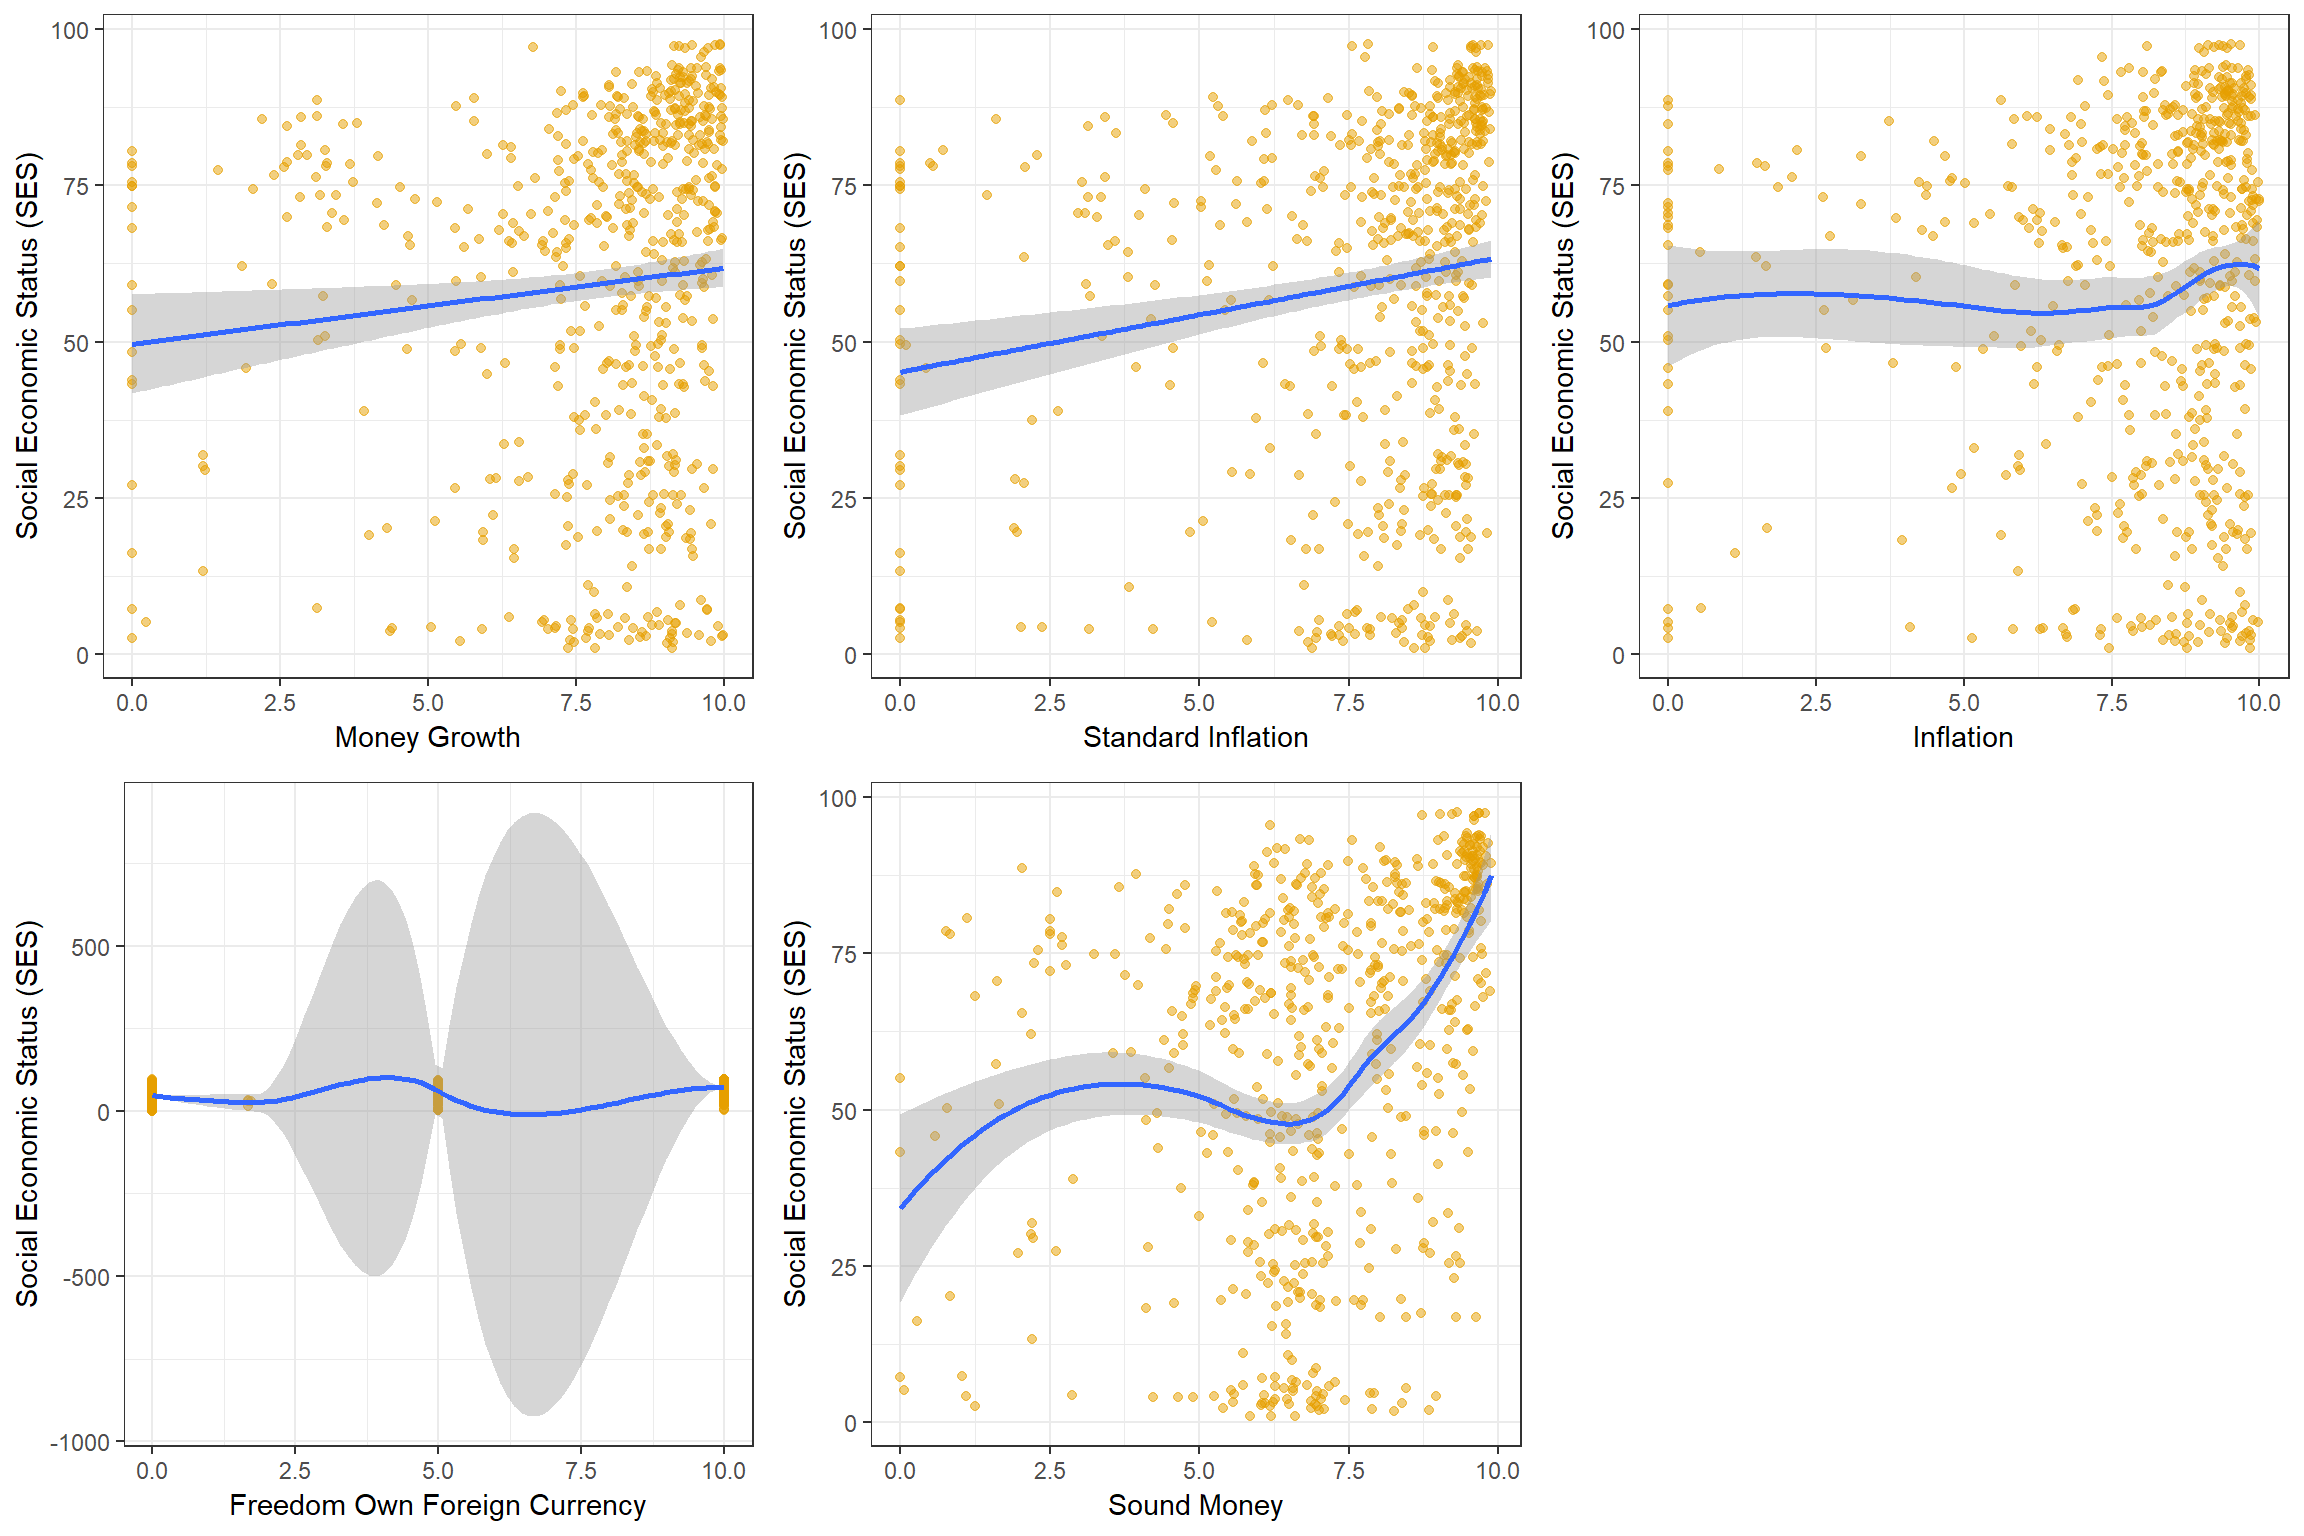 100
75
50
25
0
Social Economic Status (SES)
0.0 2.5 5.0 7.5 10.0
Money Growth
100
75
50
25
0
Social Economic Status (SES)
0.0 2.5 5.0 7.5 10.0
Standard Inflation
100
75
50
25
0
Social Economic Status (SES)
0.0 2.5 5.0 7.5 10.0
Inflation
500
0
-500
-1000
Social Economic Status (SES)
0.0 2.5 5.0 7.5 10.0
Freedom Own Foreign Currency
100
75
50
25
0
Social Economic Status (SES)
0.0 2.5 5.0 7.5 10.0
Sound Money